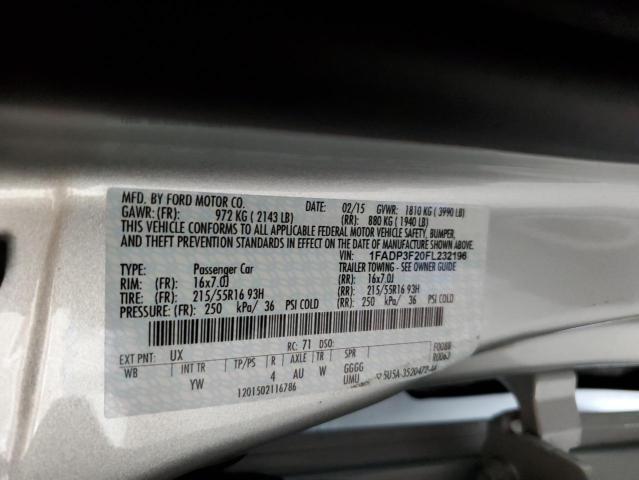 MFD. BY FORD MOTOR CO.
DATE: 02/15 GVWR: 1810 KG ( 3990 LB)
GAWR: (FR): 972 KG ( 2143 LB) (RR): 880 KG ( 1940 LB)
THIS VEHICLE CONFORMS TO ALL APPLICABLE FEDERAL MOTOR VEHICLE SAFETY, BUMPER,
AND THEFT PREVENTION STANDARDS IN EFFECT ON THE DATE OF MANUFACTURE SHOWN ABOVE.
VIN: 1FADP3F20FL232196
TYPE: Passenger Car TRAILER TOWING - SEE OWNER GUIDE
RIM: (FR): 16x7.0J (RR): 16x7.0J
TIRE: (FR): 215/55R16 93H (RR): 215/55R16 93H
PRESSURE: (FR): 250 kPa/ 36 PSI COLD (RR): 250 kPa/ 36 PSI COLD
EXT PNT: UX RC: 71 DSO: F0088
WB INT TR TP/PS R AXLE TR SPR R0063
YW 4 AU W GGGG
UMU
1201502116786
5U5A-3520472-